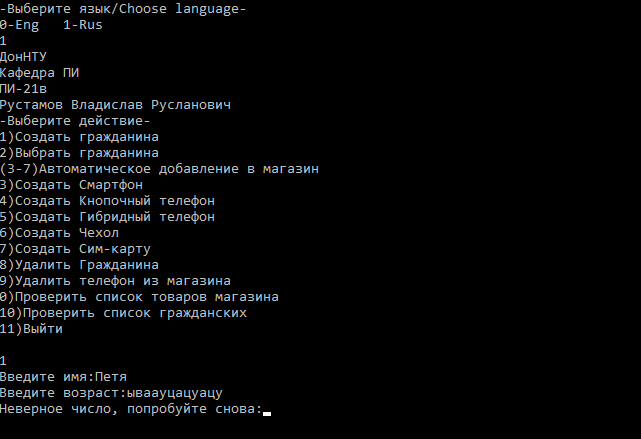 -Выберите язык/Choose language-
0-Eng   1-Rus
1
ДонНТУ
Кафедра ПИ
ПИ-21в
Рустамов Владислав Русланович
-Выберите действие-
1)Создать гражданина
2)Выбрать гражданина
(3-7)Автоматическое добавление в магазин
3)Создать Смартфон
4)Создать Кнопочный телефон
5)Создать Гибридный телефон
6)Создать Чехол
7)Создать Сим-карту
8)Удалить Гражданина
9)Удалить телефон из магазина
0)Проверить список товаров магазина
10)Проверить список гражданских
11)Выйти
1
Введите имя:Петя
Введите возраст:ываауцацуацу
Неверное число, попробуйте снова: